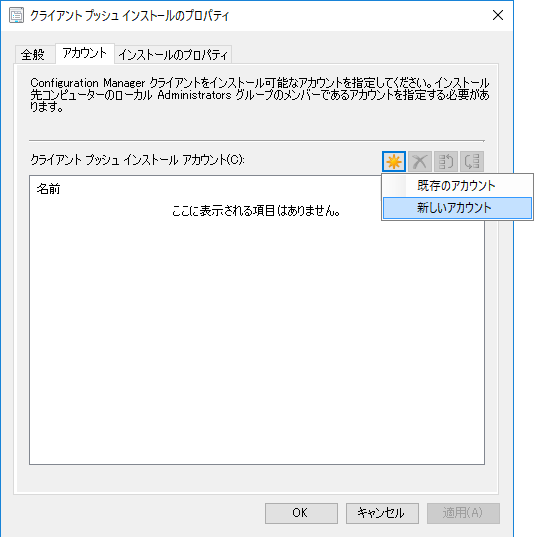 クライアント プッシュ インストールのプロパティ
全般 アカウント インストールのプロパティ
Configuration Manager クライアントをインストール可能なアカウントを指定してください。インストール
先コンピューターのローカル Administrators グループのメンバーであるアカウントを指定する必要があ
ります。
クライアント プッシュ インストール アカウント(C):
既存のアカウント
新しいアカウント
名前
ここに表示される項目はありません。
OK キャンセル 適用(A)